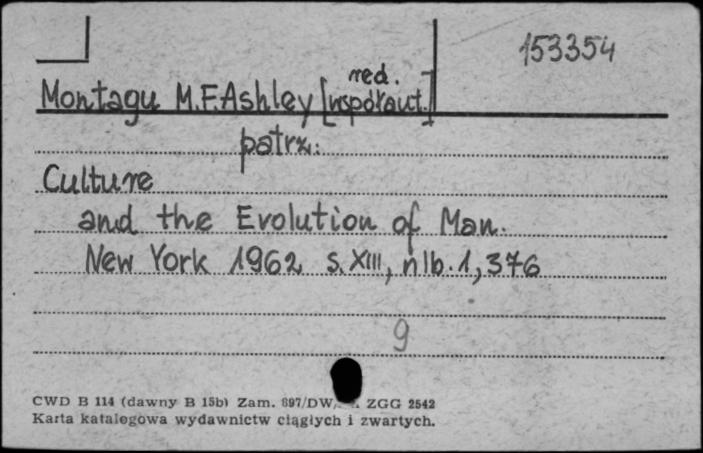 153354
red.
Montagu M.F.Ashley [współaut.]
patrz:
Culture
and the Evolution of Man.
New York 1962 s.XIII, nlb.1, 376
9
CWD B 114 (dawny B 15b) Zam. 897/DW, ZGG 2542
Karta katalogowa wydawnictw ciągłych i zwartych.